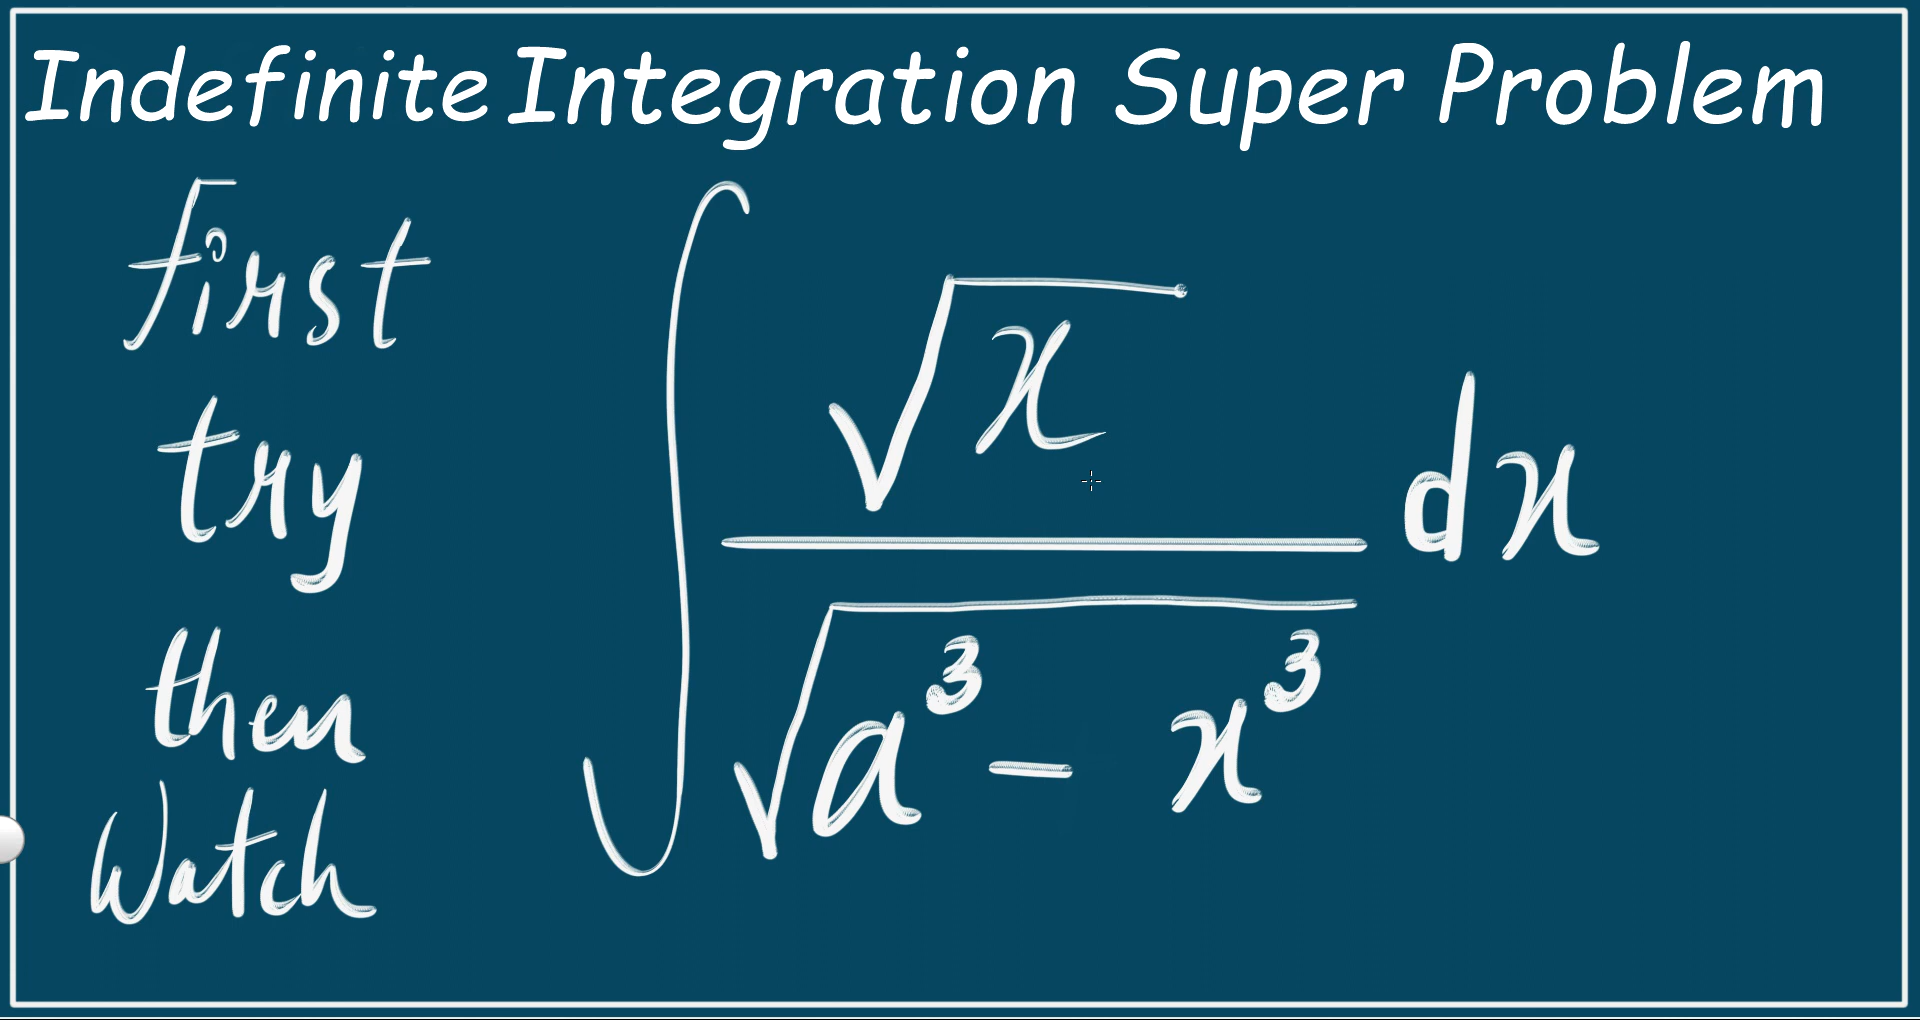 Indefinite Integration Super Problem
First
try
then
Watch
∫ √x / √(a³ − x³) dx